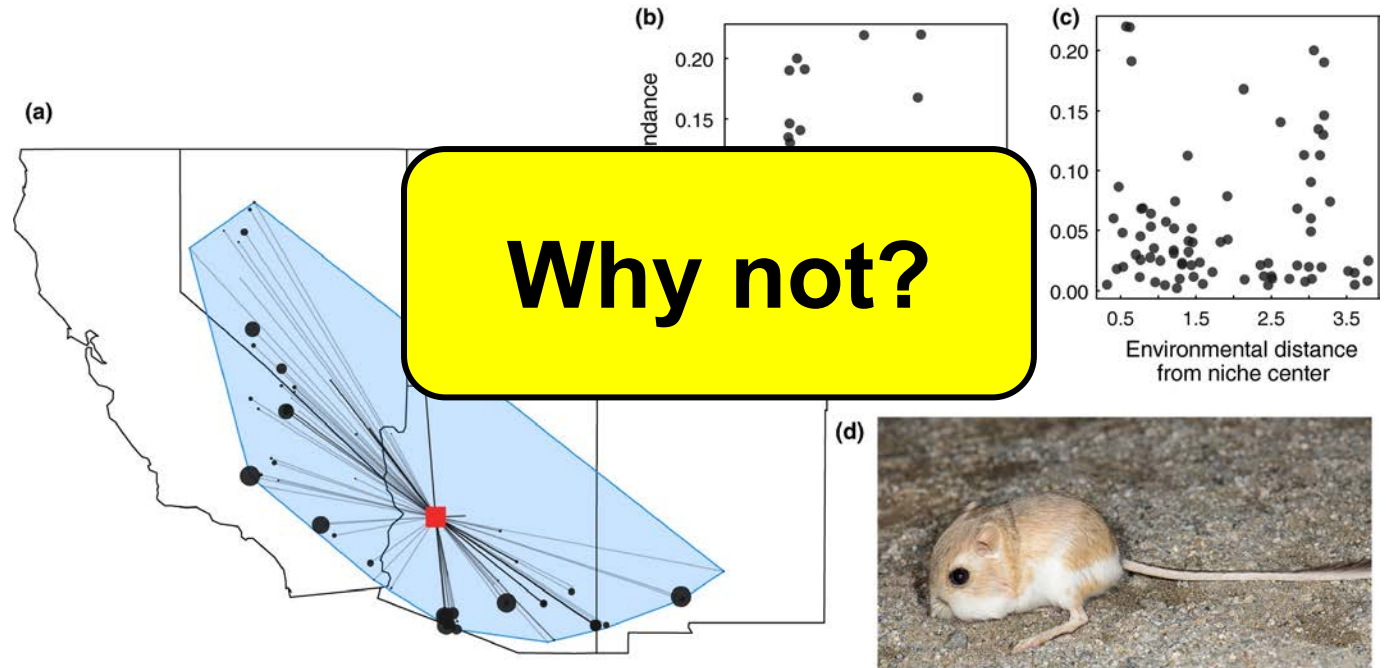 (a)
(b)
ndance
0.20
0.15
(c)
0.20
0.15
0.10
0.05
0.00
0.5 1.5 2.5 3.5
Environmental distance
from niche center
Why not?
(d)